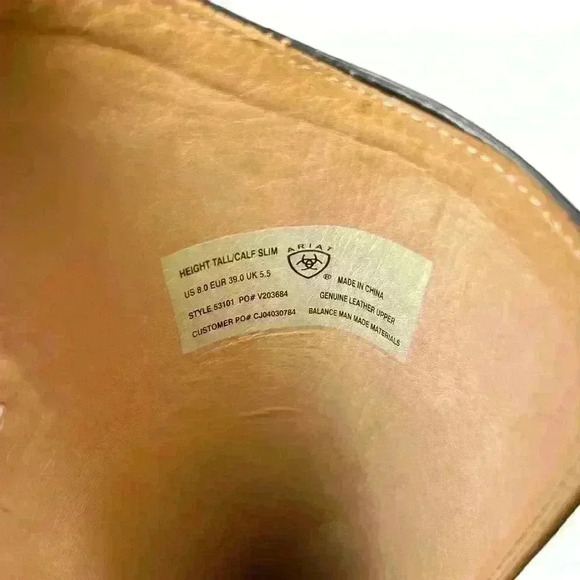 HEIGHT TALL/CALF SLIM
US 8.0 EUR 39.0 UK 5.5
STYLE 53101 PO# V203684
CUSTOMER PO# CJ04030784
ARIAT
®
MADE IN CHINA
GENUINE LEATHER UPPER
BALANCE MAN MADE MATERIALS